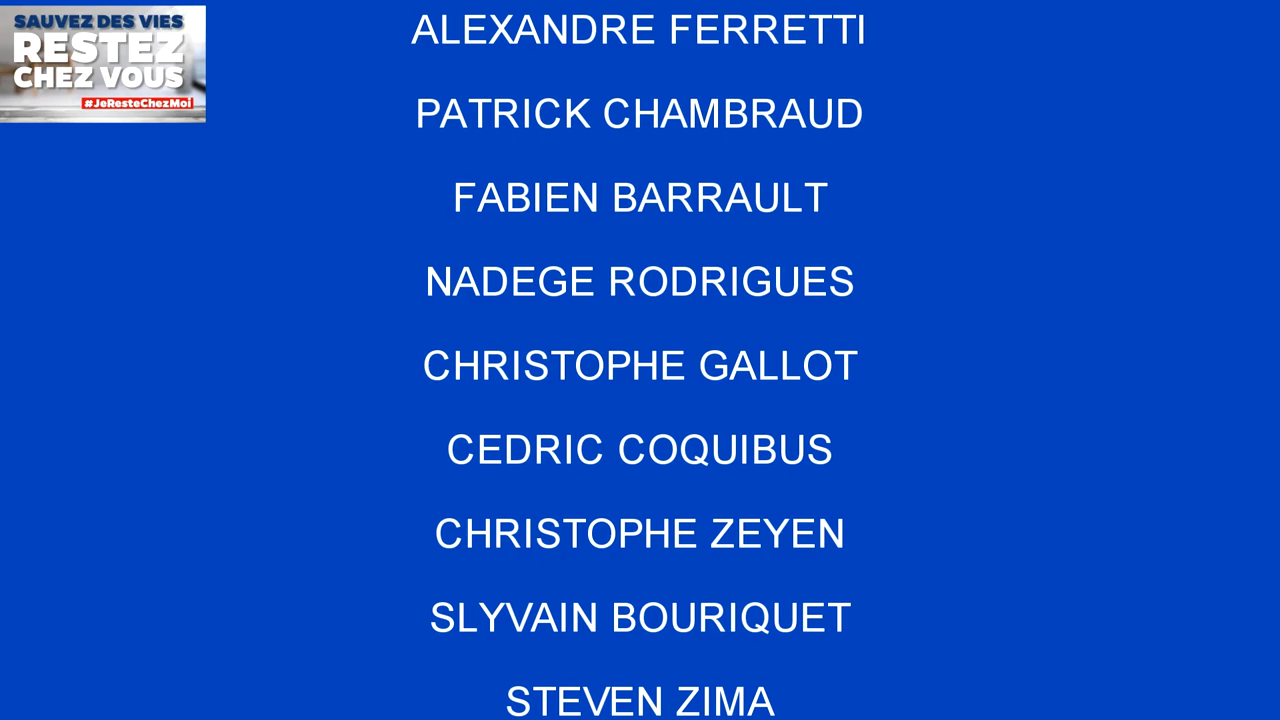 SAUVEZ DES VIES
RESTEZ
CHEZ VOUS
#JeResteChezMoi
ALEXANDRE FERRETTI
PATRICK CHAMBRAUD
FABIEN BARRAULT
NADEGE RODRIGUES
CHRISTOPHE GALLOT
CEDRIC COQUIBUS
CHRISTOPHE ZEYEN
SLYVAIN BOURIQUET
STEVEN ZIMA